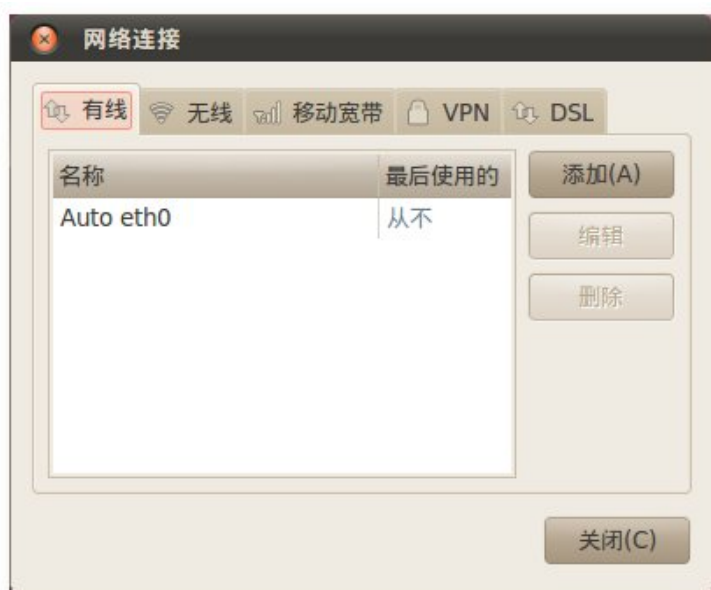 网络连接
有线 无线 移动宽带 VPN DSL
名称 最后使用的 添加(A)
Auto eth0 从不
编辑
删除
关闭(C)